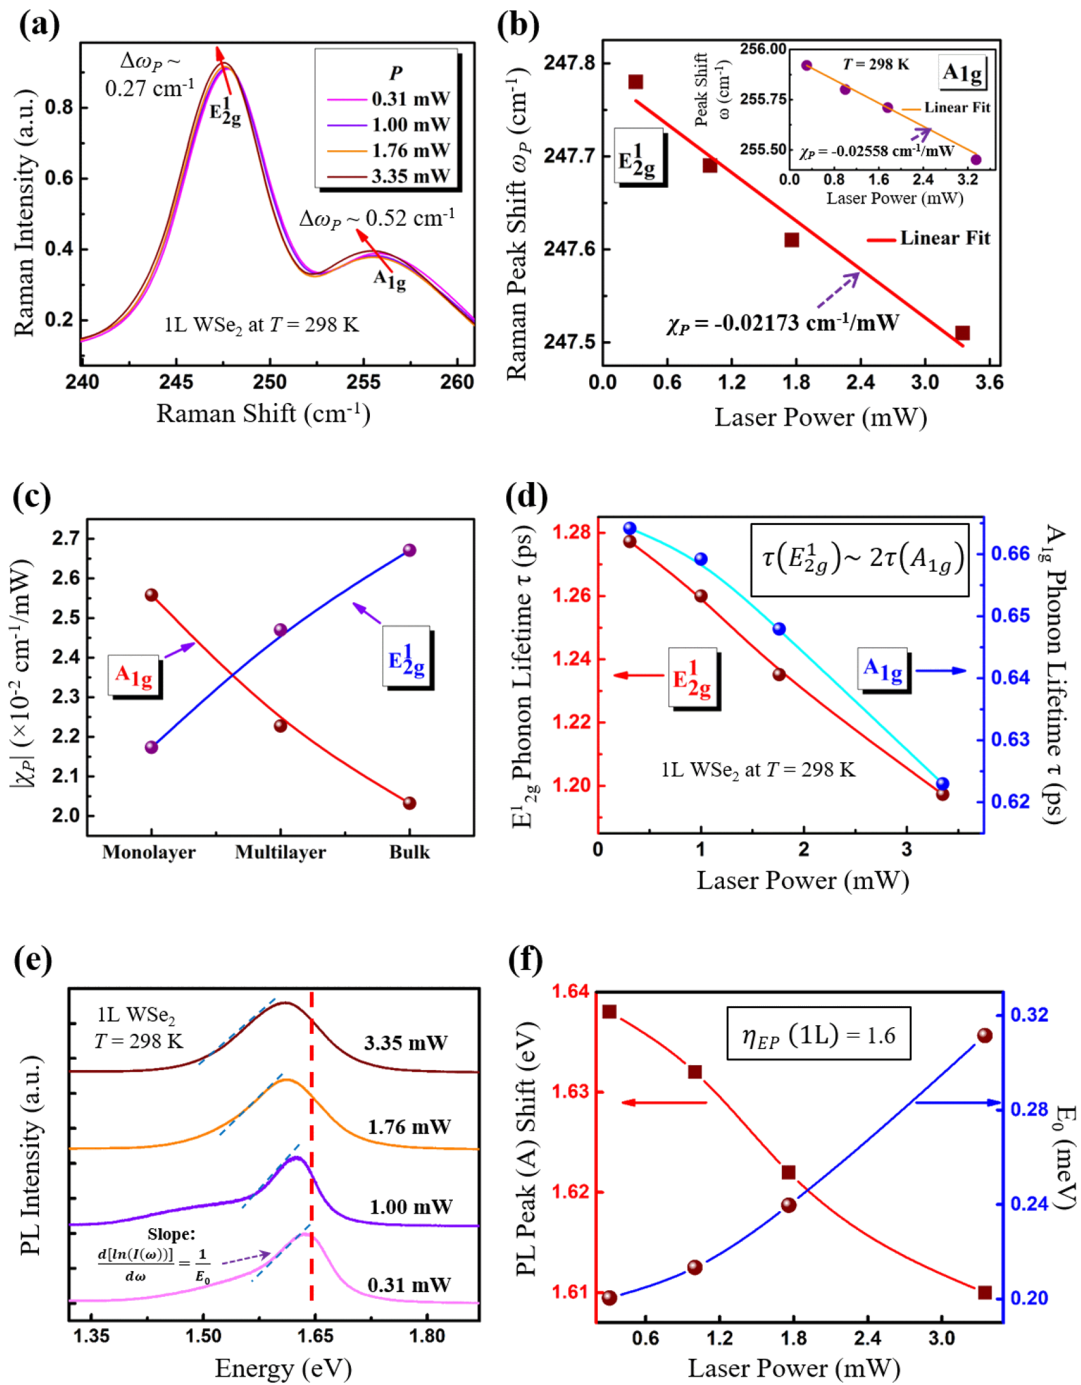 (a)
Δω_P ~
0.27 cm⁻¹
E¹₂g
P
0.31 mW
1.00 mW
1.76 mW
3.35 mW
Δω_P ~ 0.52 cm⁻¹
A₁g
1L WSe₂ at T = 298 K
0.8
0.6
0.4
0.2
240
245
250
255
260
Raman Intensity (a.u.)
Raman Shift (cm⁻¹)
(b)
247.8
247.7
247.6
247.5
0.0
0.6
1.2
1.8
2.4
3.0
3.6
Raman Peak Shift ω_P (cm⁻¹)
Laser Power (mW)
E¹₂g
Linear Fit
χ_P = -0.02173 cm⁻¹/mW
256.00
255.75
255.50
0.0
0.8
1.6
2.4
3.2
Peak Shift
ω (cm⁻¹)
T = 298 K
A₁g
Linear Fit
χ_P = -0.02558 cm⁻¹/mW
Laser Power (mW)
(c)
2.7
2.6
2.5
2.4
2.3
2.2
2.1
2.0
|χ_P| (×10⁻² cm⁻¹/mW)
A₁g
E¹₂g
Monolayer
Multilayer
Bulk
(d)
1.28
1.26
1.24
1.22
1.20
E¹₂g Phonon Lifetime τ (ps)
τ(E¹₂g)~ 2τ(A₁g)
E¹₂g
A₁g
1L WSe₂ at T = 298 K
0.66
0.65
0.64
0.63
0.62
A₁g Phonon Lifetime τ (ps)
0
1
2
3
Laser Power (mW)
(e)
1L WSe₂
T = 298 K
3.35 mW
1.76 mW
1.00 mW
0.31 mW
Slope:
d[ln(I(ω))]/dω = 1/E₀
PL Intensity (a.u.)
1.35
1.50
1.65
1.80
Energy (eV)
(f)
1.64
1.63
1.62
1.61
PL Peak (A) Shift (eV)
η_EP (1L) = 1.6
0.32
0.28
0.24
0.20
E₀ (meV)
0.6
1.2
1.8
2.4
3.0
Laser Power (mW)